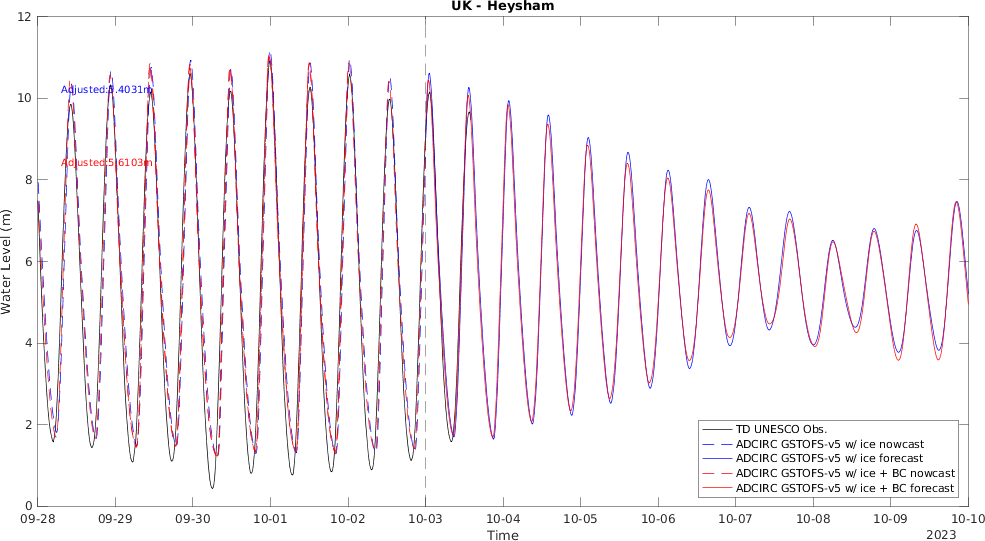 UK - Heysham
12
10
8
6
4
2
0
Water Level (m)
Adjusted:5.6103m
09-28
09-29
09-30
10-01
10-02
10-03
10-04
10-05
10-06
10-07
10-08
10-09
10-10
2023
Time
TD UNESCO Obs.
ADCIRC GSTOFS-v5 w/ ice nowcast
ADCIRC GSTOFS-v5 w/ ice forecast
ADCIRC GSTOFS-v5 w/ ice + BC nowcast
ADCIRC GSTOFS-v5 w/ ice + BC forecast